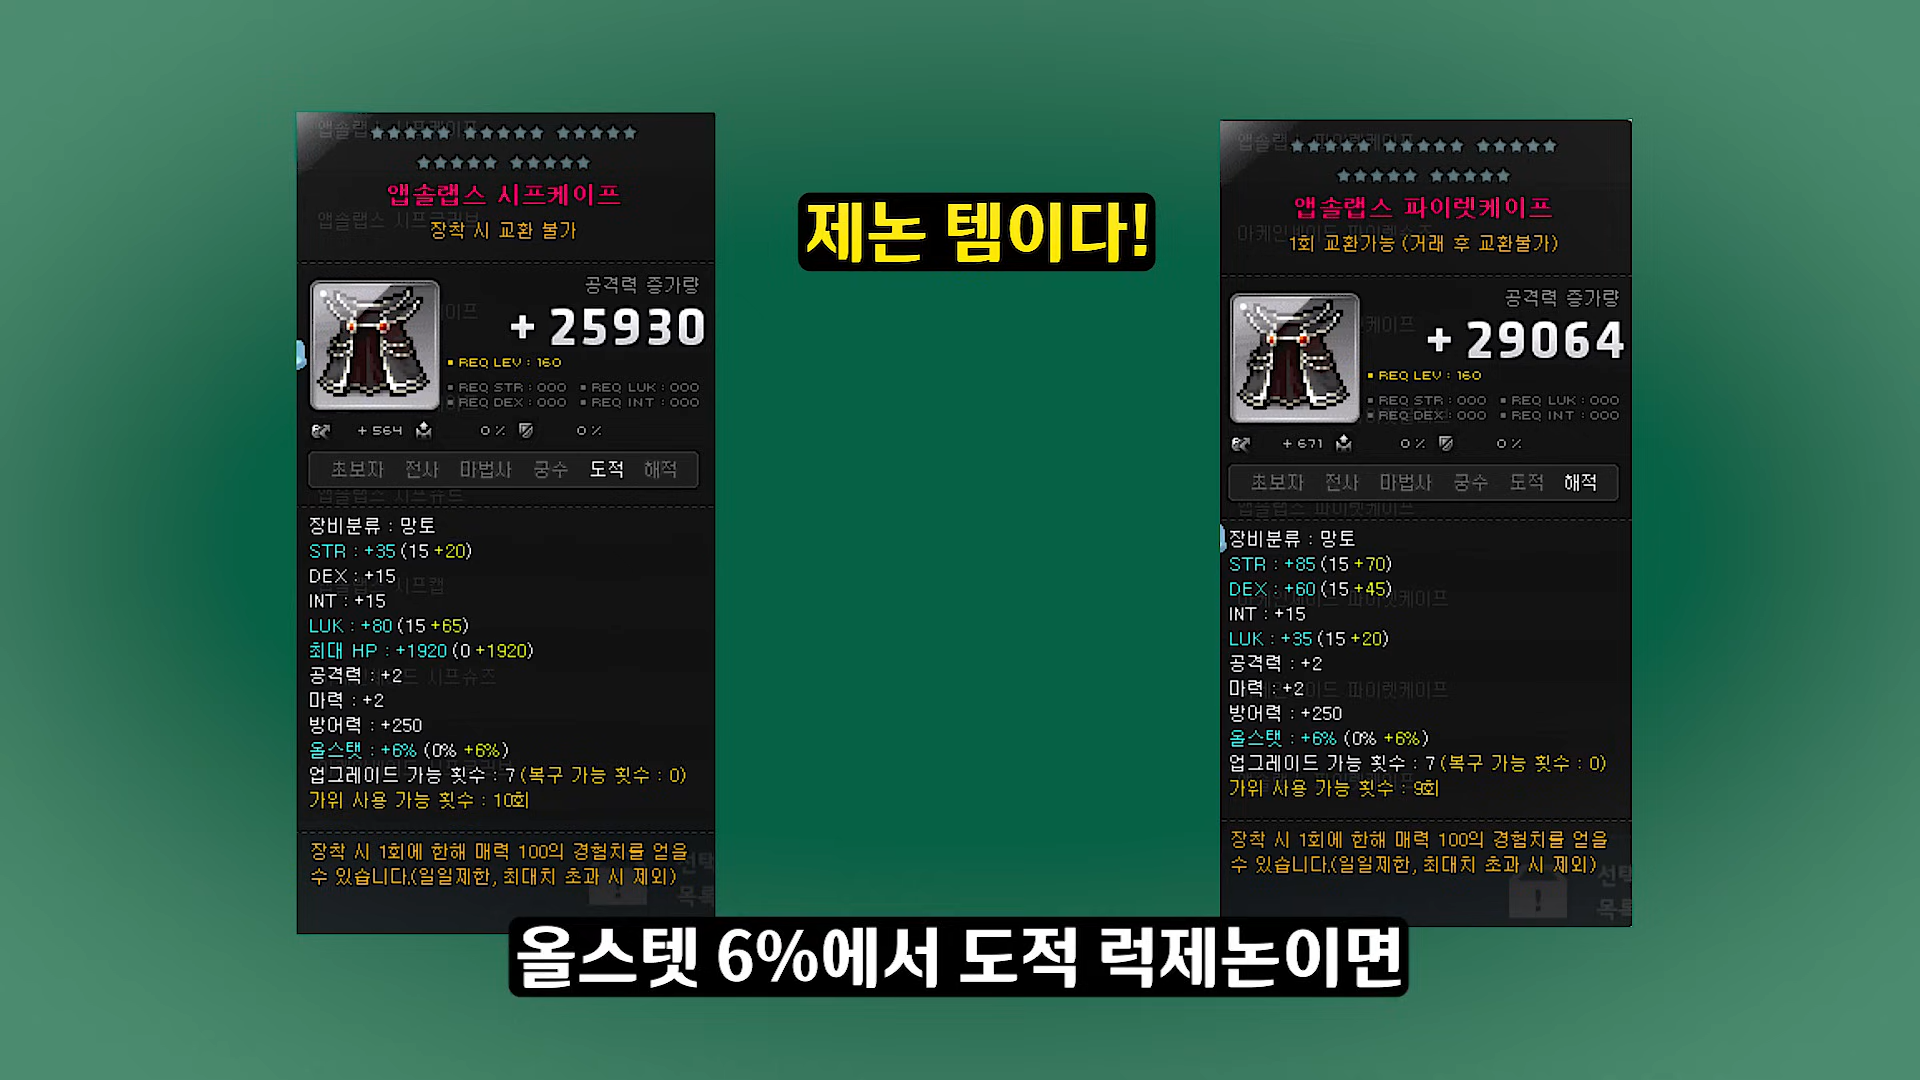 제논 템이다!
앱솔랩스 시프케이프
장착 시 교환 불가
공격력 증가량
+ 25930
REQ LEV : 160
REQ STR : 000 REQ LUK : 000
REQ DEX : 000 REQ INT : 000
+ 564 0 % 0 %
초보자 전사 마법사 궁수 도적 해적
장비분류 : 망토
STR : +35 (15 +20)
DEX : +15
INT : +15
LUK : +80 (15 +65)
최대 HP : +1920 (0 +1920)
공격력 : +2
마력 : +2
방어력 : +250
올스탯 : +6% (0% +6%)
업그레이드 가능 횟수 : 7 (복구 가능 횟수 : 0)
가위 사용 가능 횟수 : 10회
장착 시 1회에 한해 매력 100의 경험치를 얻을
수 있습니다.(일일제한, 최대치 초과 시 제외)
앱솔랩스 파이렛케이프
1회 교환가능 (거래 후 교환불가)
공격력 증가량
+ 29064
REQ LEV : 160
REQ STR : 000 REQ LUK : 000
REQ DEX : 000 REQ INT : 000
+ 671 0 % 0 %
초보자 전사 마법사 궁수 도적 해적
장비분류 : 망토
STR : +85 (15 +70)
DEX : +60 (15 +45)
INT : +15
LUK : +35 (15 +20)
공격력 : +2
마력 : +2
방어력 : +250
올스탯 : +6% (0% +6%)
업그레이드 가능 횟수 : 7 (복구 가능 횟수 : 0)
가위 사용 가능 횟수 : 9회
장착 시 1회에 한해 매력 100의 경험치를 얻을
수 있습니다.(일일제한, 최대치 초과 시 제외)
올스텟 6%에서 도적 럭제논이면